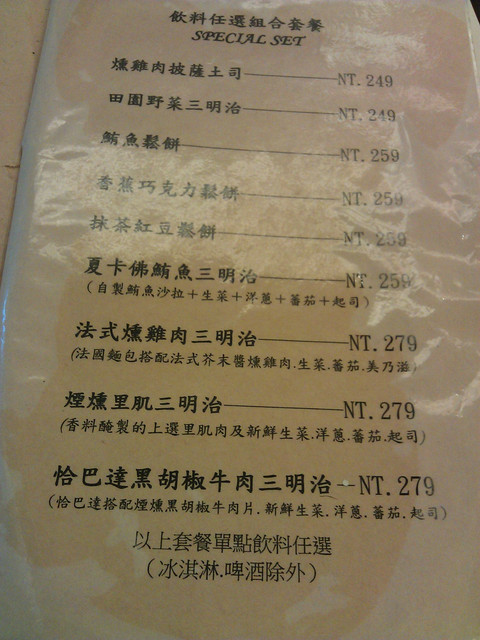 飲料任選組合套餐
SPECIAL SET
燻雞肉披薩土司 NT. 249
田園野菜三明治 NT. 249
鮪魚鬆餅 NT. 259
香蕉巧克力鬆餅 NT. 259
抹茶紅豆鬆餅 NT. 259
夏卡佛鮪魚三明治 NT. 259
(自製鮪魚沙拉+生菜+洋蔥+蕃茄+起司)
法式燻雞肉三明治 NT. 279
(法國麵包搭配法式芥末醬燻雞肉.生菜.蕃茄.美乃滋)
煙燻里肌三明治 NT. 279
(香料醃製的上選里肌肉及新鮮生菜.洋蔥.蕃茄.起司)
恰巴達黑胡椒牛肉三明治 NT. 279
(恰巴達搭配煙燻黑胡椒牛肉片.新鮮生菜.洋蔥.蕃茄.起司)
以上套餐單點飲料任選
(冰淇淋.啤酒除外)